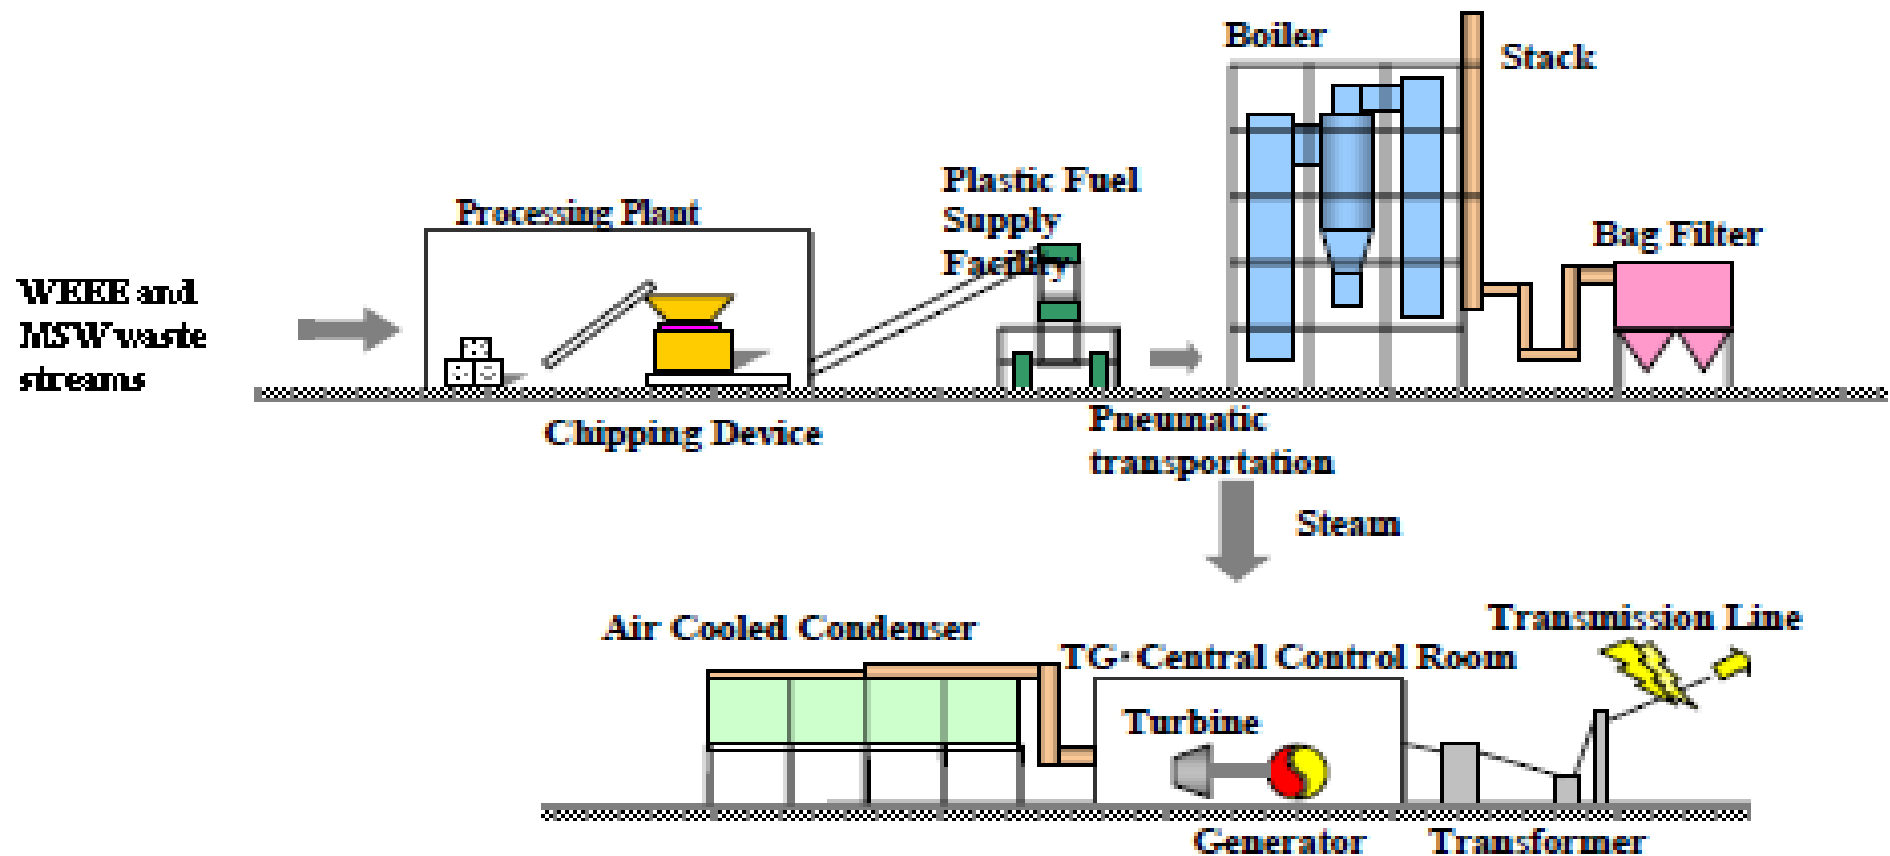 Boiler
Stack
Plastic Fuel
Supply
Facility
Processing Plant
Bag Filter
WEEE and
MSW waste
streams
Chipping Device
Pneumatic
transportation
Steam
Air Cooled Condenser
Transmission Line
TG·Central Control Room
Turbine
Generator
Transformer